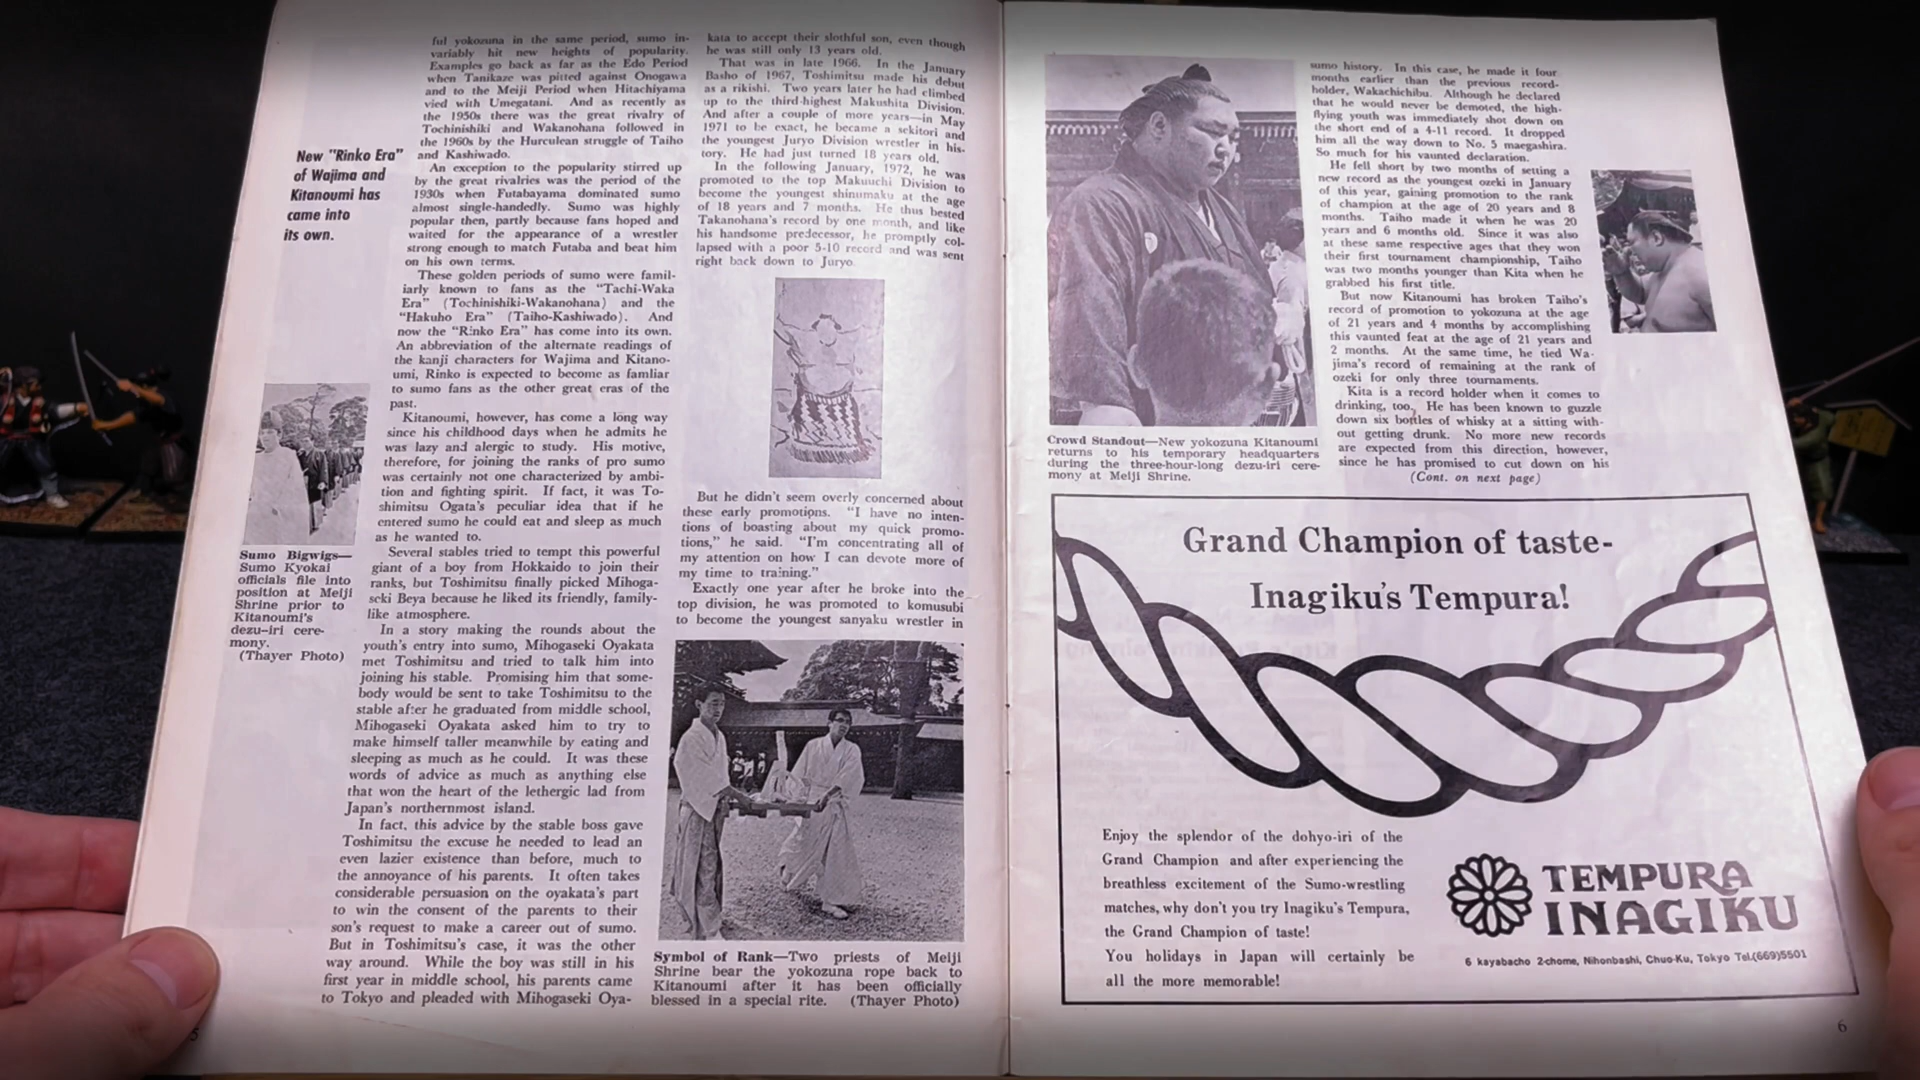 ful yokozuna in the same period, sumo in-
variably hit new heights of popularity.
Examples go back as far as the Edo Period
when Tanikaze was pitted against Onogawa
and to the Meiji Period when Hitachiyama
vied with Umegatani. And as recently as
the 1950s there was the great rivalry of
Tochinishiki and Wakanohana followed in
the 1960s by the Hurculean struggle of Taiho
and Kashiwado.
An exception to the popularity stirred up
by the great rivalries was the period of the
1930s when Futabayama dominated sumo
almost single-handedly. Sumo was highly
popular then, partly because fans hoped and
waited for the appearance of a wrestler
strong enough to match Futaba and beat him
on his own terms.
These golden periods of sumo were famil-
iarly known to fans as the "Tachi-Waka
Era" (Tochinishiki-Wakanohana) and the
"Hakuho Era" (Taiho-Kashiwado). And
now the "Rinko Era" has come into its own.
An abbreviation of the alternate readings of
the kanji characters for Wajima and Kitano-
umi, Rinko is expected to become as famliar
to sumo fans as the other great eras of the
past.
Kitanoumi, however, has come a long way
since his childhood days when he admits he
was lazy and alergic to study. His motive,
therefore, for joining the ranks of pro sumo
was certainly not one characterized by ambi-
tion and fighting spirit. If fact, it was To-
shimitsu Ogata's peculiar idea that if he
entered sumo he could eat and sleep as much
as he wanted to.
Several stables tried to tempt this powerful
giant of a boy from Hokkaido to join their
ranks, but Toshimitsu finally picked Mihoga-
seki Beya because he liked its friendly, family-
like atmosphere.
In a story making the rounds about the
youth's entry into sumo, Mihogaseki Oyakata
met Toshimitsu and tried to talk him into
joining his stable. Promising him that some-
body would be sent to take Toshimitsu to the
stable after he graduated from middle school,
Mihogaseki Oyakata asked him to try to
make himself taller meanwhile by eating and
sleeping as much as he could. It was these
words of advice as much as anything else
that won the heart of the lethergic lad from
Japan's northernmost island.
In fact, this advice by the stable boss gave
Toshimitsu the excuse he needed to lead an
even lazier existence than before, much to
the annoyance of his parents. It often takes
considerable persuasion on the oyakata's part
to win the consent of the parents to their
son's request to make a career out of sumo.
But in Toshimitsu's case, it was the other
way around. While the boy was still in his
first year in middle school, his parents came
to Tokyo and pleaded with Mihogaseki Oya-
New "Rinko Era"
of Wajima and
Kitanoumi has
come into
its own.
Sumo Bigwigs—
Sumo Kyokai
officials file into
position at Meiji
Shrine prior to
Kitanoumi's
dezu-iri cere-
mony.
(Thayer Photo)
5
kata to accept their slothful son, even though
he was still only 13 years old.
That was in late 1966. In the January
Basho of 1967, Toshimitsu made his debut
as a rikishi. Two years later he had climbed
up to the third-highest Makushita Division.
And after a couple of more years—in May
1971 to be exact, he became a sekitori and
the youngest Juryo Division wrestler in his-
tory. He had just turned 18 years old.
In the following January, 1972, he was
promoted to the top Makuuchi Division to
become the youngest shinumaku at the age
of 18 years and 7 months. He thus bested
Takanohana's record by one month, and like
his handsome predecessor, he promptly col-
lapsed with a poor 5-10 record and was sent
right back down to Juryo.
But he didn't seem overly concerned about
these early promotions. "I have no inten-
tions of boasting about my quick promo-
tions," he said. "I'm concentrating all of
my attention on how I can devote more of
my time to training."
Exactly one year after he broke into the
top division, he was promoted to komusubi
to become the youngest sanyaku wrestler in
Symbol of Rank—Two priests of Meiji
Shrine bear the yokozuna rope back to
Kitanoumi after it has been officially
blessed in a special rite. (Thayer Photo)
Crowd Standout—New yokozuna Kitanoumi
returns to his temporary headquarters
during the three-hour-long dezu-iri cere-
mony at Meiji Shrine.
sumo history. In this case, he made it four
months earlier than the previous record-
holder, Wakachichibu. Although he declared
that he would never be demoted, the high-
flying youth was immediately shot down on
the short end of a 4-11 record. It dropped
him all the way down to No. 5 maegashira.
So much for his vaunted declaration.
He fell short by two months of setting a
new record as the youngest ozeki in January
of this year, gaining promotion to the rank
of champion at the age of 20 years and 8
months. Taiho made it when he was 20
years and 6 months old. Since it was also
at these same respective ages that they won
their first tournament championship, Taiho
was two months younger than Kita when he
grabbed his first title.
But now Kitanoumi has broken Taiho's
record of promotion to yokozuna at the age
of 21 years and 4 months by accomplishing
this vaunted feat at the age of 21 years and
2 months. At the same time, he tied Wa-
jima's record of remaining at the rank of
ozeki for only three tournaments.
Kita is a record holder when it comes to
drinking, too. He has been known to guzzle
down six bottles of whisky at a sitting with-
out getting drunk. No more new records
are expected from this direction, however,
since he has promised to cut down on his
(Cont. on next page)
Grand Champion of taste-
Inagiku's Tempura!
Enjoy the splendor of the dohyo-iri of the
Grand Champion and after experiencing the
breathless excitement of the Sumo-wrestling
matches, why don't you try Inagiku's Tempura,
the Grand Champion of taste!
You holidays in Japan will certainly be
all the more memorable!
TEMPURA
INAGIKU
6 kayabacho 2-chome, Nihonbashi, Chuo-Ku, Tokyo Tel.(669)5501
6